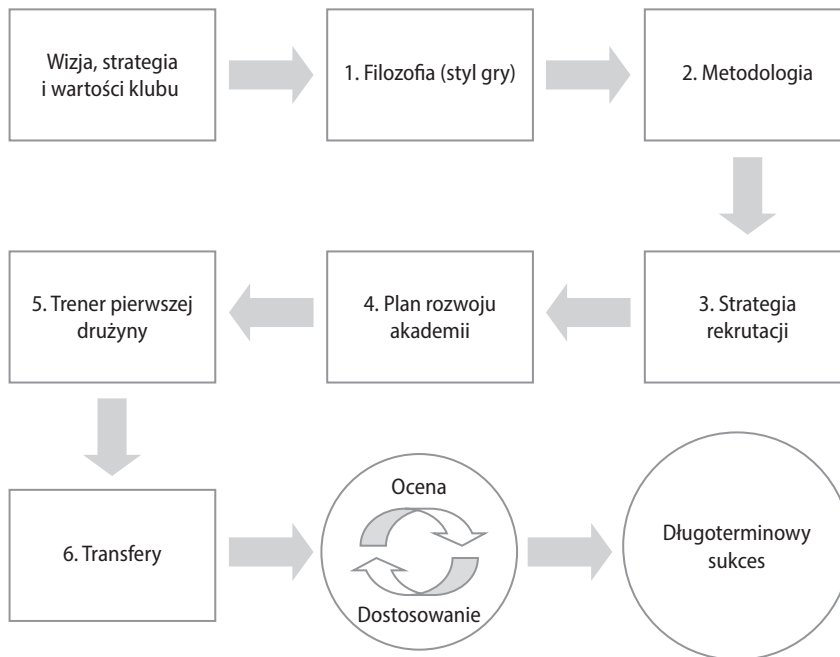 Wizja, strategia
i wartości klubu
1. Filozofia (styl gry)
2. Metodologia
3. Strategia
rekrutacji
4. Plan rozwoju
akademii
5. Trener pierwszej
drużyny
6. Transfery
Ocena
Dostosowanie
Długoterminowy
sukces